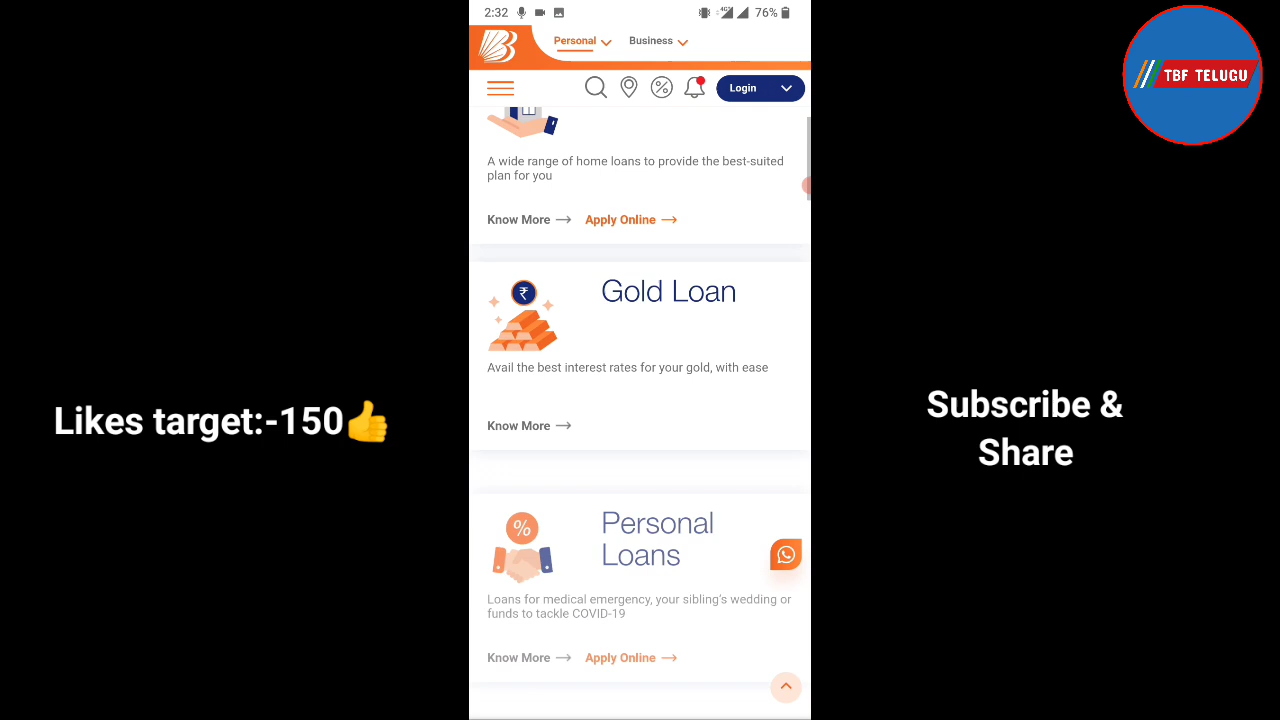 2:32
4G
76%
Personal
Business
Login
TBF TELUGU
A wide range of home loans to provide the best-suited
plan for you
Know More
Apply Online
₹
Gold Loan
Avail the best interest rates for your gold, with ease
Know More
Likes target:-150👍
Subscribe &
Share
%
Personal
Loans
Loans for medical emergency, your sibling's wedding or
funds to tackle COVID-19
Know More
Apply Online